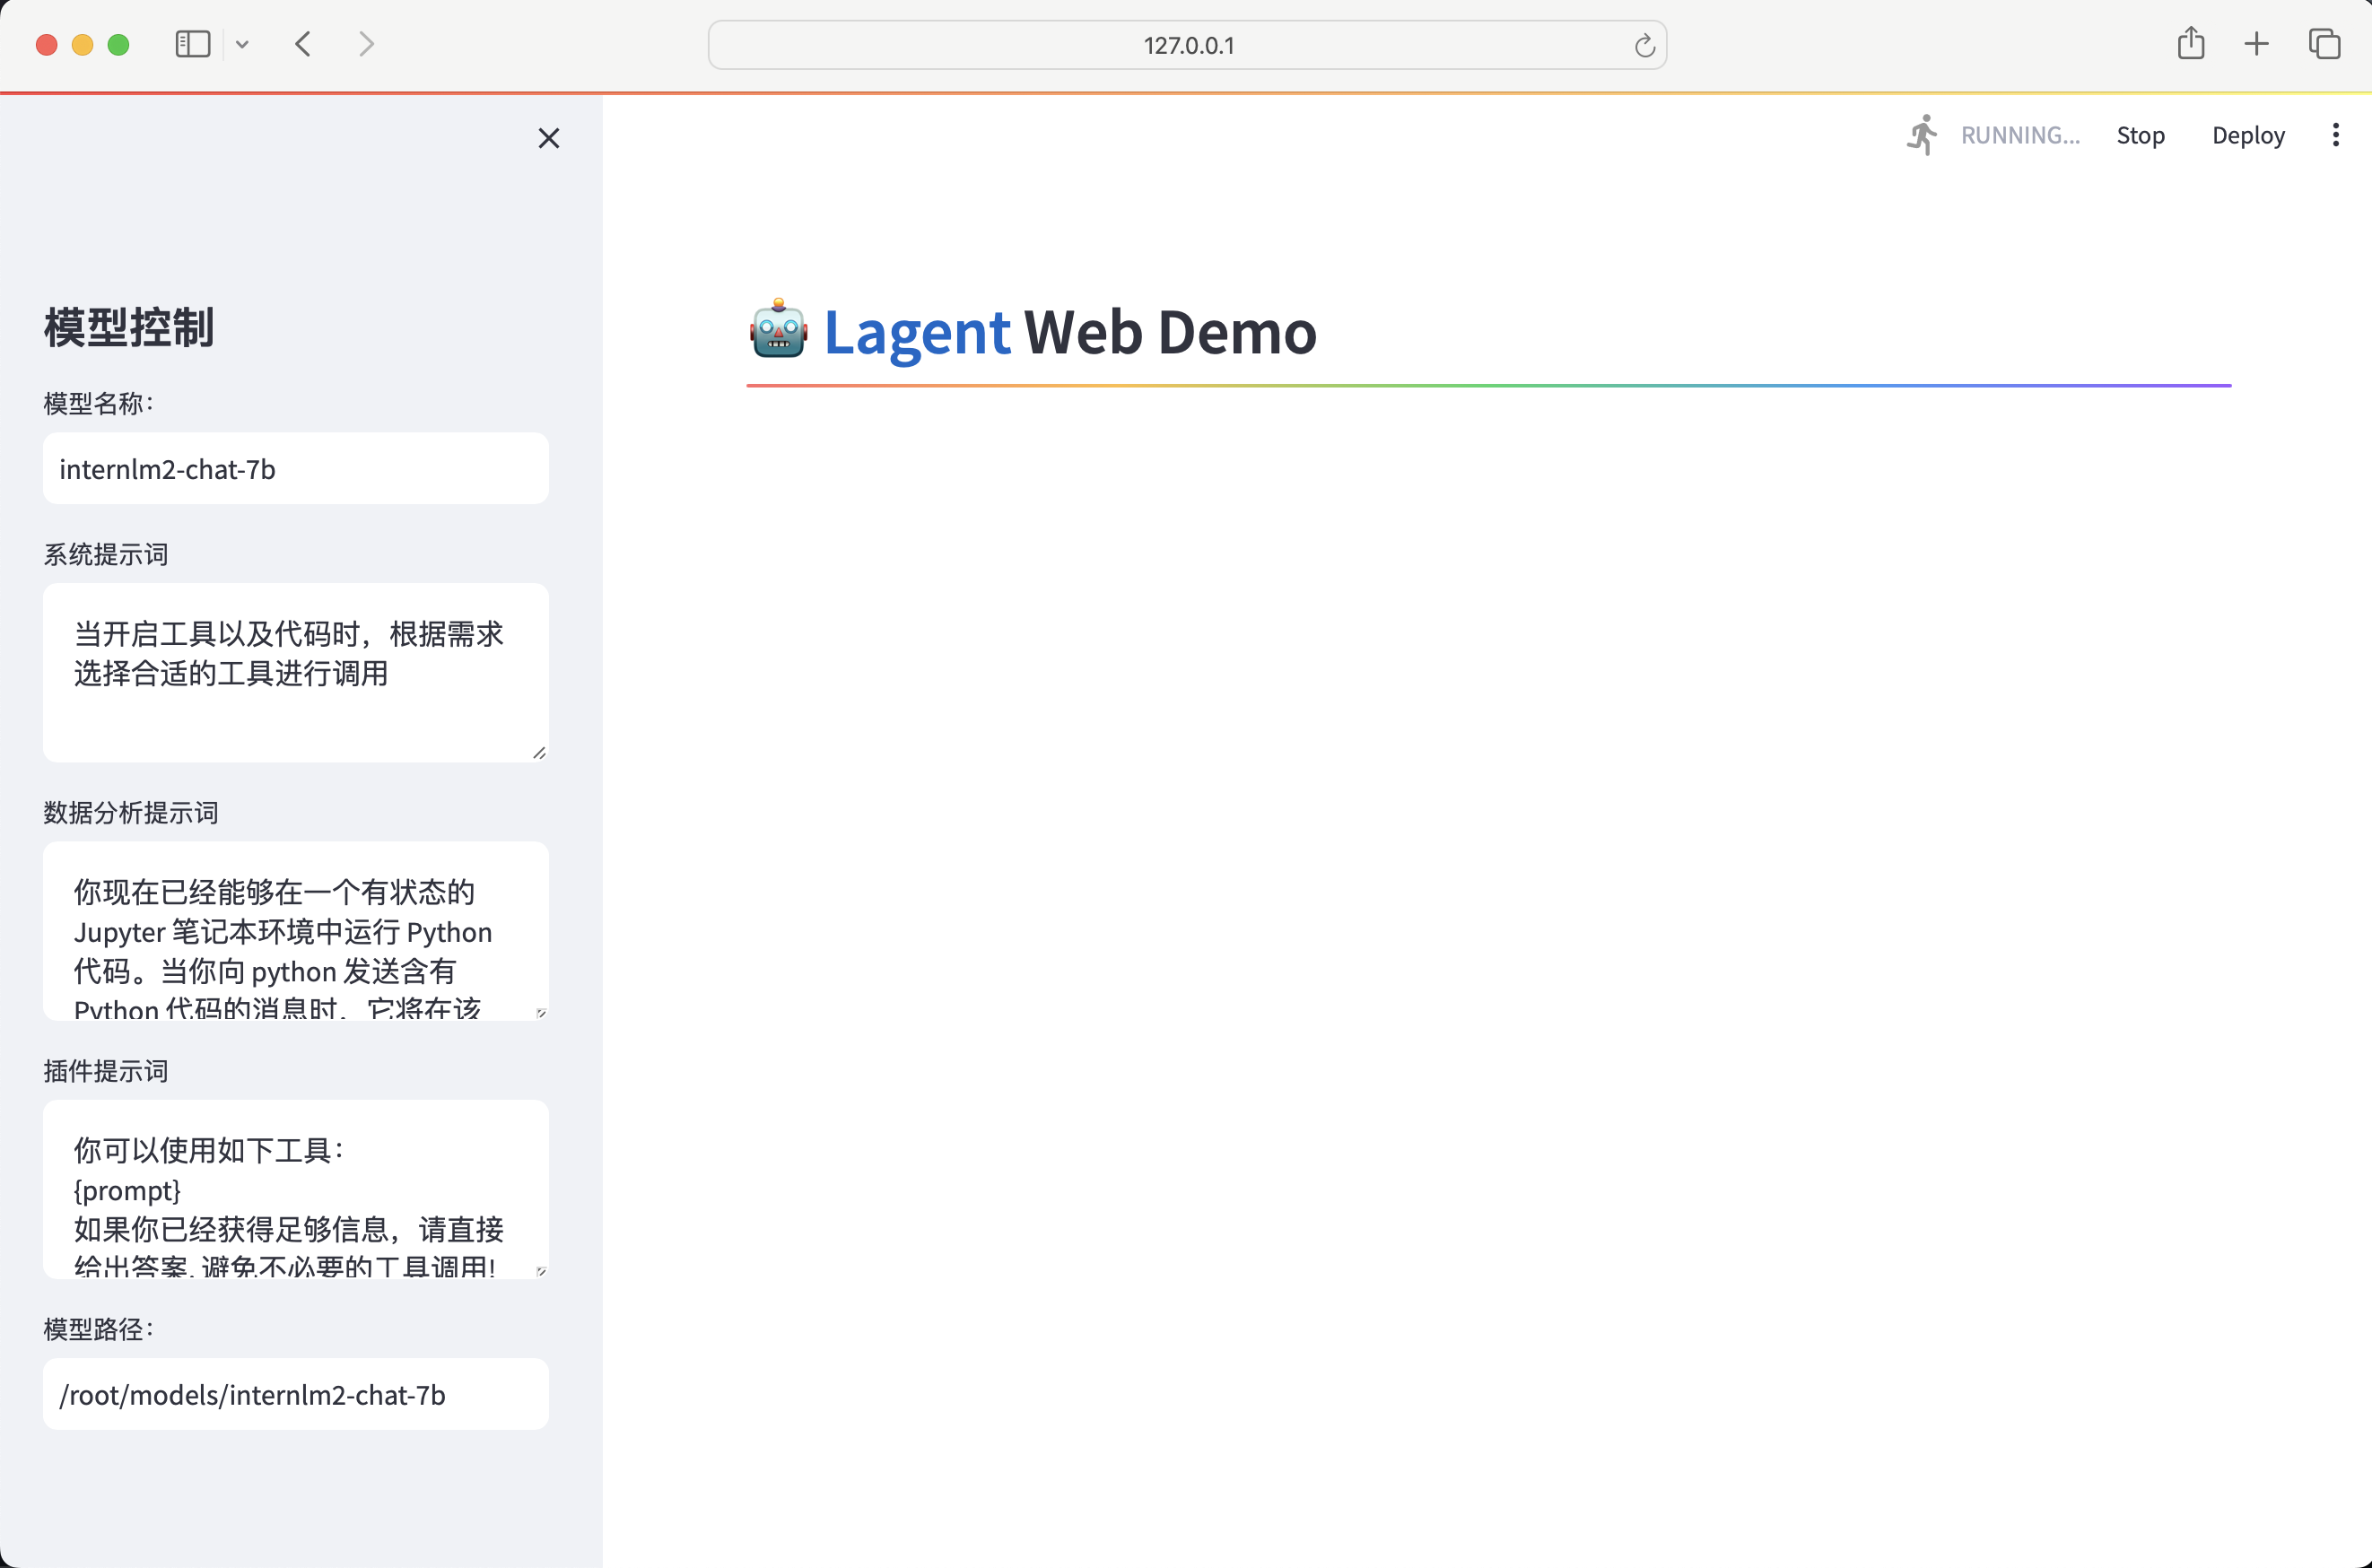 127.0.0.1
RUNNING...
Stop
Deploy
模型控制
模型名称：
internlm2-chat-7b
系统提示词
当开启工具以及代码时，根据需求
选择合适的工具进行调用
数据分析提示词
你现在已经能够在一个有状态的
Jupyter 笔记本环境中运行 Python
代码。当你向 python 发送含有
Python 代码的消息时，它将在该
插件提示词
你可以使用如下工具：
{prompt}
如果你已经获得足够信息，请直接
给出答案. 避免不必要的工具调用!
模型路径：
/root/models/internlm2-chat-7b
Lagent Web Demo